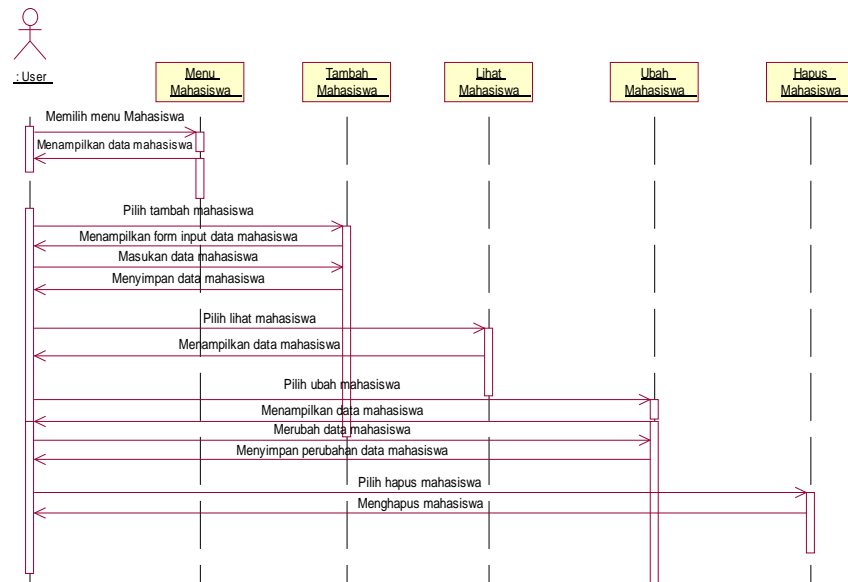 : User
Menu
Mahasiswa
Tambah
Mahasiswa
Lihat
Mahasiswa
Ubah
Mahasiswa
Hapus
Mahasiswa
Memilih menu Mahasiswa
Menampilkan data mahasiswa
Pilih tambah mahasiswa
Menampilkan form input data mahasiswa
Masukan data mahasiswa
Menyimpan data mahasiswa
Pilih lihat mahasiswa
Menampilkan data mahasiswa
Pilih ubah mahasiswa
Menampilkan data mahasiswa
Merubah data mahasiswa
Menyimpan perubahan data mahasiswa
Pilih hapus mahasiswa
Menghapus mahasiswa